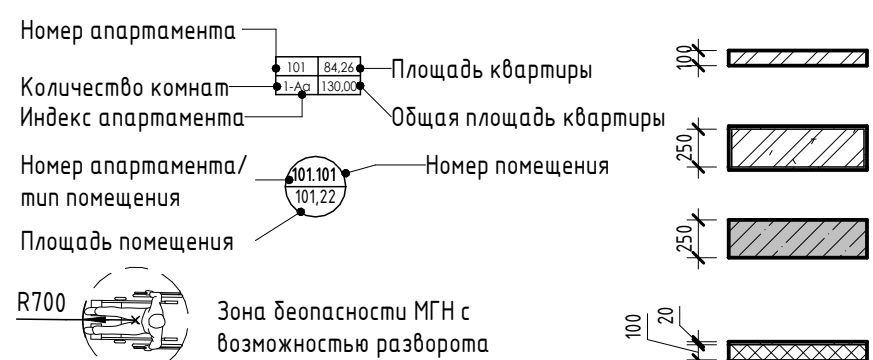 Номер апартамента
101 84,26
Площадь квартиры
Количество комнат
1-Аа 130,00
Индекс апартамента
Общая площадь квартиры
Номер апартамента/
тип помещения
101.101
101,22
Номер помещения
Площадь помещения
R700
Зона беопасности МГН с
возможностью разворота
100
250
250
100
20